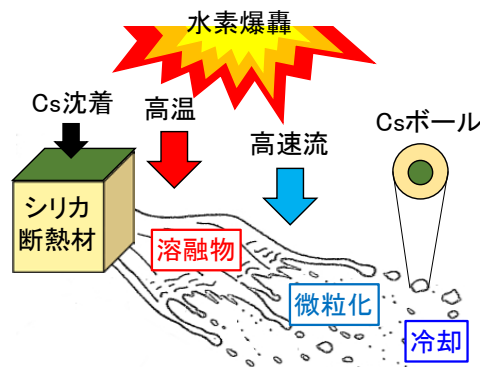 水素爆轟
Cs沈着
高温
高速流
Csボール
シリカ
断熱材
溶融物
微粒化
冷却